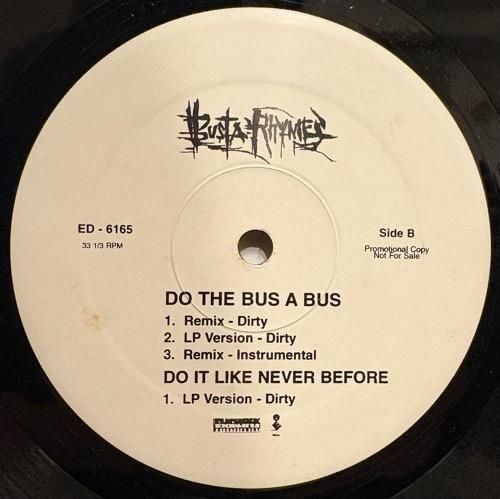 BUSTA RHYMES
ED - 6165
33 1/3 RPM
Side B
Promotional Copy
Not For Sale
DO THE BUS A BUS
1. Remix - Dirty
2. LP Version - Dirty
3. Remix - Instrumental
DO IT LIKE NEVER BEFORE
1. LP Version - Dirty